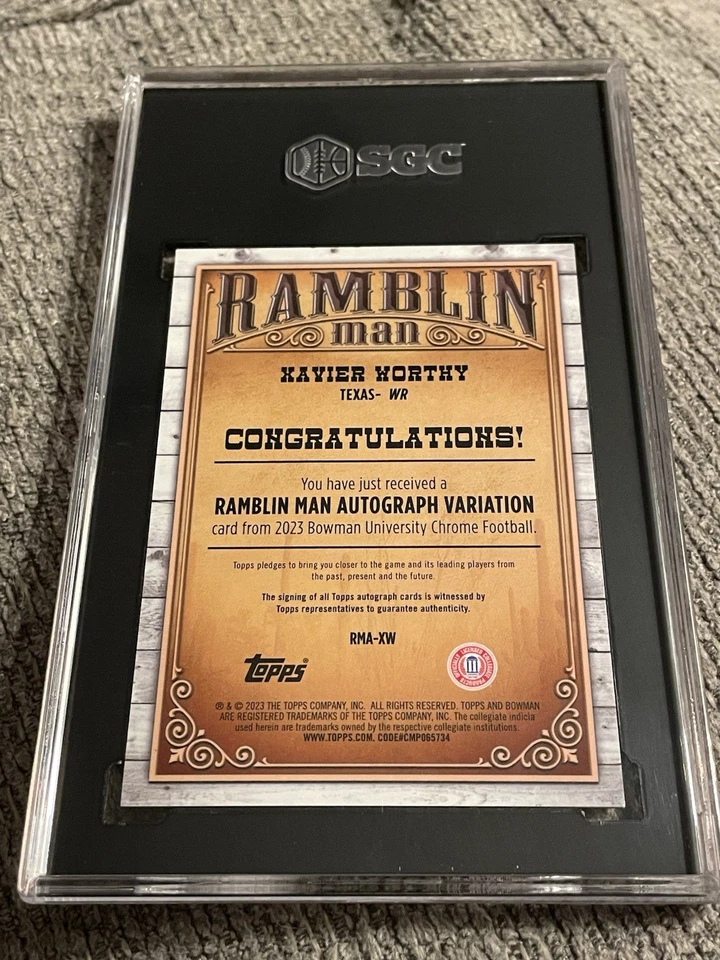 SGC
RAMBLIN'
man
XAVIER WORTHY
TEXAS- WR
CONGRATULATIONS!
You have just received a
RAMBLIN MAN AUTOGRAPH VARIATION
card from 2023 Bowman University Chrome Football.
Topps pledges to bring you closer to the game and its leading players from
the past, present and the future.
The signing of all Topps autograph cards is witnessed by
Topps representatives to guarantee authenticity.
RMA-XW
topps®
OFFICIALLY LICENSED COLLEGIATE PRODUCTS
® & © 2023 THE TOPPS COMPANY, INC. ALL RIGHTS RESERVED. TOPPS AND BOWMAN
ARE REGISTERED TRADEMARKS OF THE TOPPS COMPANY, INC. The collegiate indicia
used herein are trademarks owned by the respective collegiate institutions.
WWW.TOPPS.COM. CODE#CMP065734